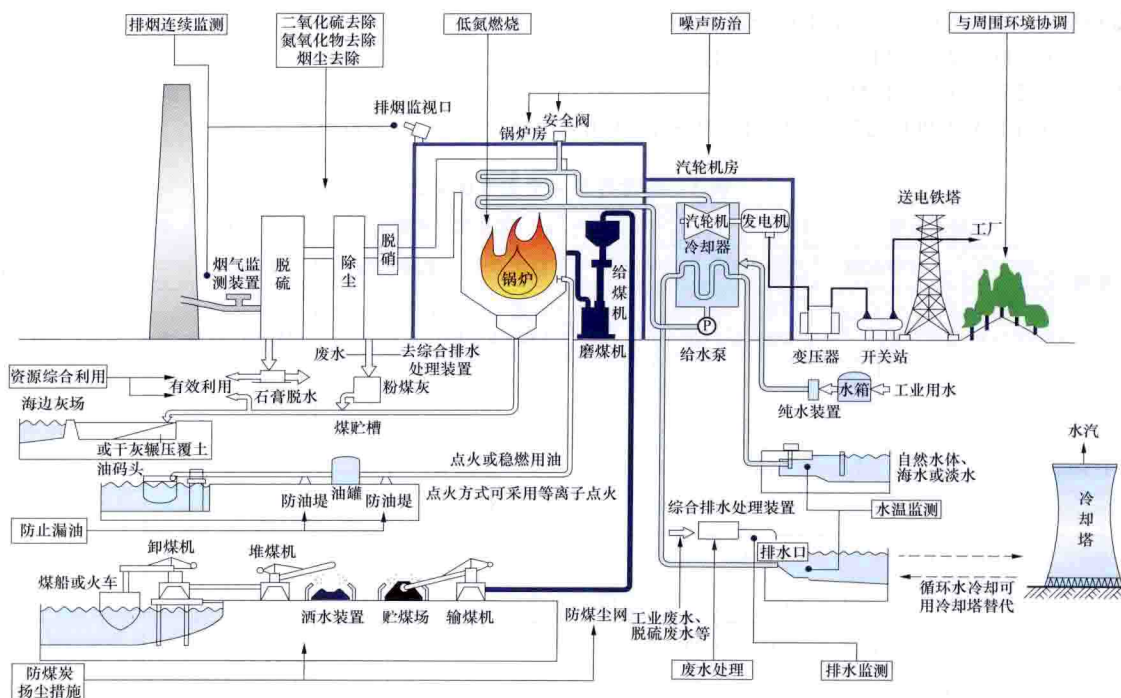 排烟连续监测
二氧化硫去除
氮氧化物去除
烟尘去除
低氮燃烧
噪声防治
与周围环境协调
排烟监视口
锅炉房
安全阀
汽轮机房
送电铁塔
工厂
烟气监
测装置
脱硫
除尘
脱硝
锅炉
给煤机
磨煤机
汽轮机
冷却器
发电机
P
给水泵
变压器
开关站
废水
去综合排水
处理装置
资源综合利用
有效利用
石膏脱水
粉煤灰
水箱
工业用水
纯水装置
海边灰场
煤贮槽
或干灰辗压覆土
油码头
点火或稳燃用油
油罐
防油堤
防油堤
点火方式可采用等离子点火
防止漏油
自然水体、
海水或淡水
水温监测
水汽
冷却塔
综合排水处理装置
排水口
循环水冷却可
用冷却塔替代
卸煤机
堆煤机
煤船或火车
洒水装置
贮煤场
输煤机
防煤尘网
工业废水、
脱硫废水等
防煤炭
扬尘措施
废水处理
排水监测